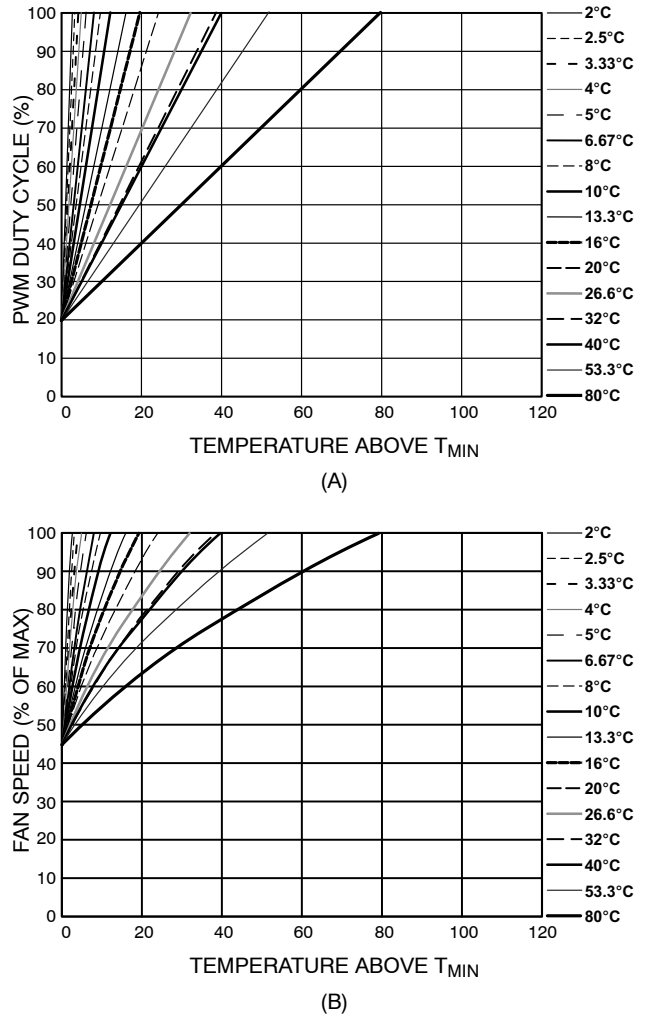 PWM DUTY CYCLE (%)
100
90
80
70
60
50
40
30
20
10
0
0 20 40 60 80 100 120
TEMPERATURE ABOVE TMIN
2°C
2.5°C
3.33°C
4°C
5°C
6.67°C
8°C
10°C
13.3°C
16°C
20°C
26.6°C
32°C
40°C
53.3°C
80°C
(A)
FAN SPEED (% OF MAX)
100
90
80
70
60
50
40
30
20
10
0
0 20 40 60 80 100 120
TEMPERATURE ABOVE TMIN
2°C
2.5°C
3.33°C
4°C
5°C
6.67°C
8°C
10°C
13.3°C
16°C
20°C
26.6°C
32°C
40°C
53.3°C
80°C
(B)